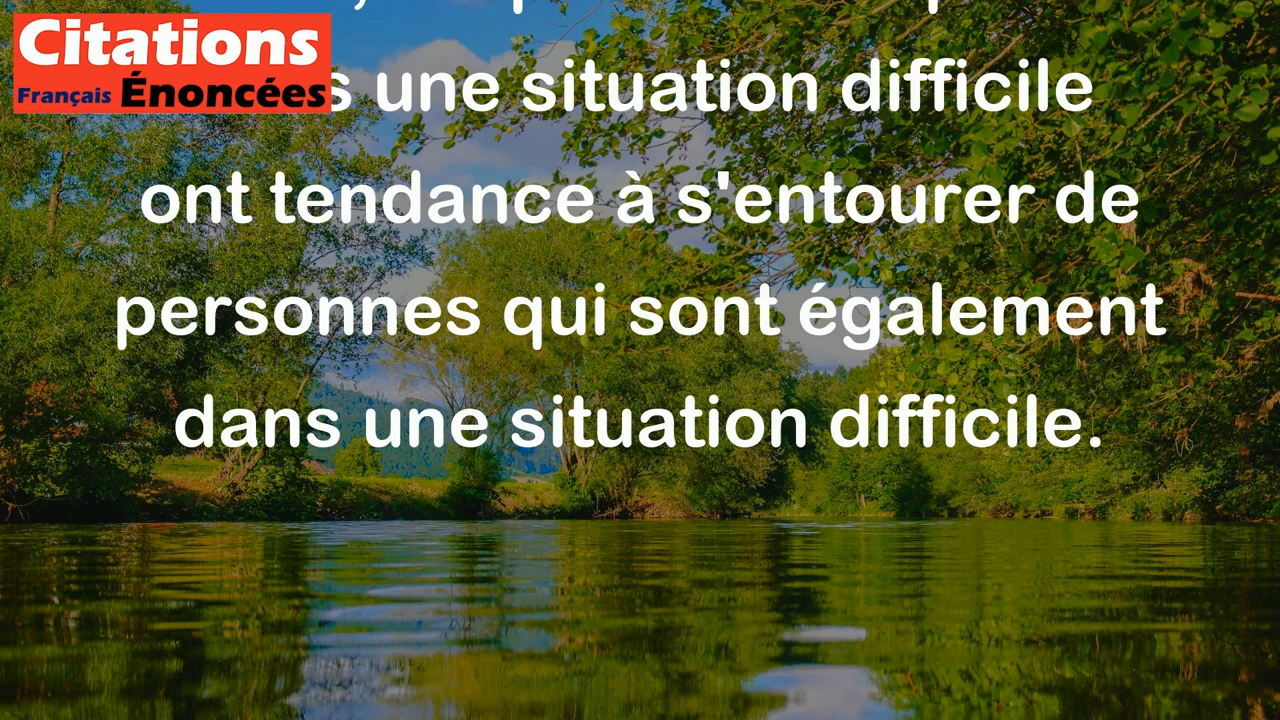 Citations
Français Énoncées
une situation difficile
ont tendance à s'entourer de
personnes qui sont également
dans une situation difficile.